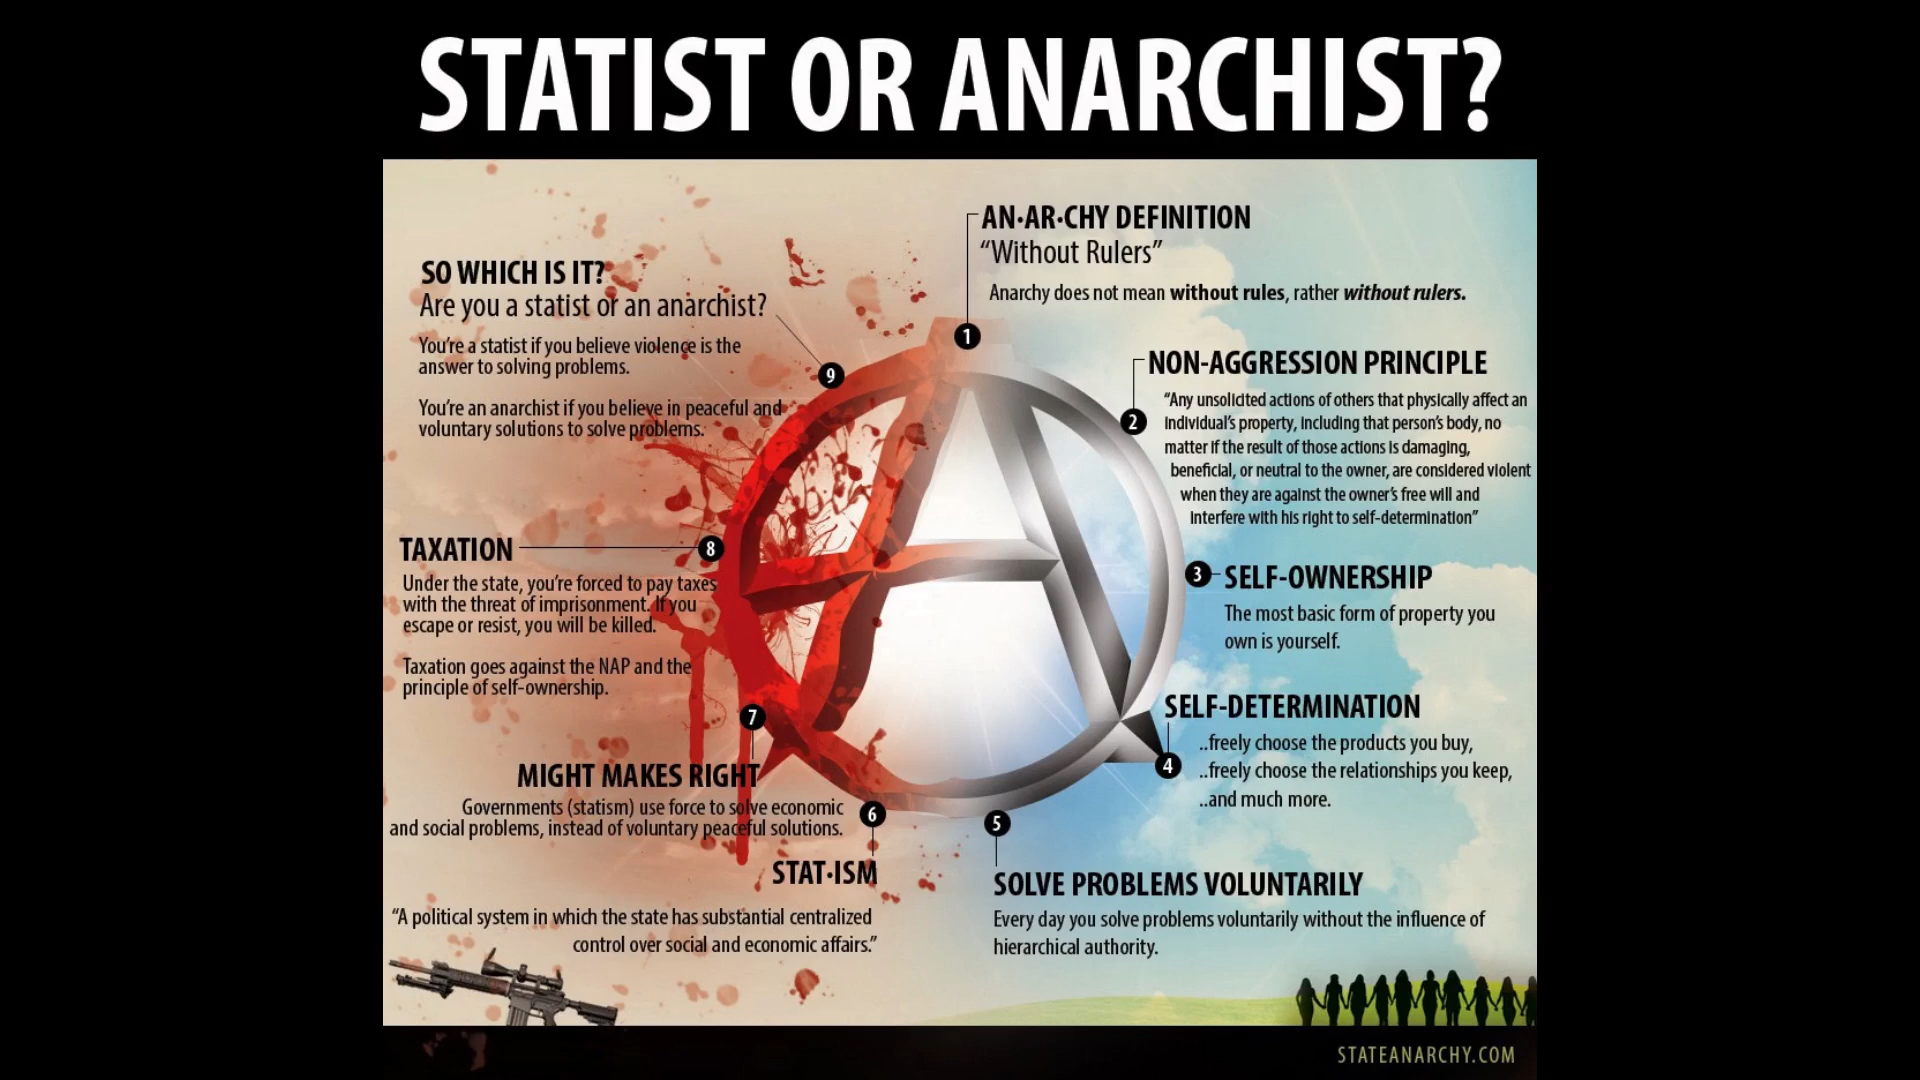 STATIST OR ANARCHIST?
AN·AR·CHY DEFINITION
“Without Rulers”
Anarchy does not mean without rules, rather without rulers.
1
NON-AGGRESSION PRINCIPLE
“Any unsolicited actions of others that physically affect an
individual’s property, including that person’s body, no
matter if the result of those actions is damaging,
beneficial, or neutral to the owner, are considered violent
when they are against the owner’s free will and
interfere with his right to self-determination”
2
3
SELF-OWNERSHIP
The most basic form of property you
own is yourself.
SELF-DETERMINATION
..freely choose the products you buy,
..freely choose the relationships you keep,
..and much more.
4
5
SOLVE PROBLEMS VOLUNTARILY
Every day you solve problems voluntarily without the influence of
hierarchical authority.
6
STAT·ISM
“A political system in which the state has substantial centralized
control over social and economic affairs.”
7
MIGHT MAKES RIGHT
Governments (statism) use force to solve economic
and social problems, instead of voluntary peaceful solutions.
TAXATION
8
Under the state, you’re forced to pay taxes
with the threat of imprisonment. If you
escape or resist, you will be killed.
Taxation goes against the NAP and the
principle of self-ownership.
SO WHICH IS IT?
Are you a statist or an anarchist?
9
You’re a statist if you believe violence is the
answer to solving problems.
You’re an anarchist if you believe in peaceful and
voluntary solutions to solve problems.
STATEANARCHY.COM